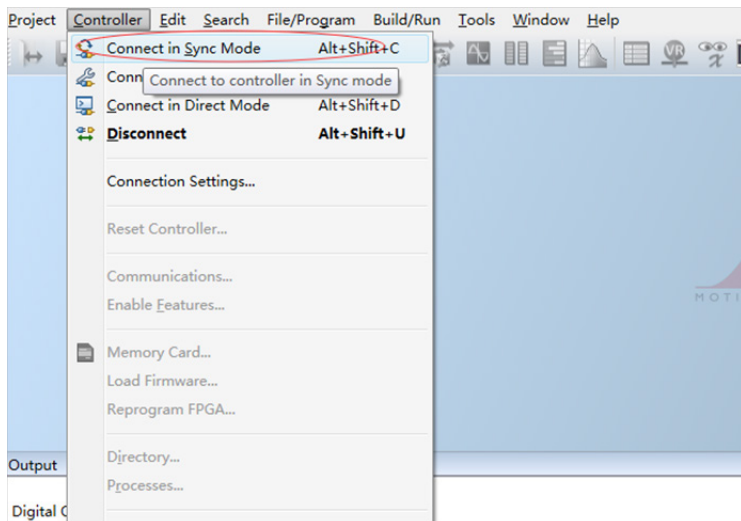 Project Controller Edit Search File/Program Build/Run Tools Window Help
Connect in Sync Mode Alt+Shift+C
Conn
Connect to controller in Sync mode
Connect in Direct Mode Alt+Shift+D
Disconnect Alt+Shift+U
Connection Settings...
Reset Controller...
Communications...
Enable Features...
MOTI
Memory Card...
Load Firmware...
Reprogram FPGA...
Directory...
Output
Processes...
Digital